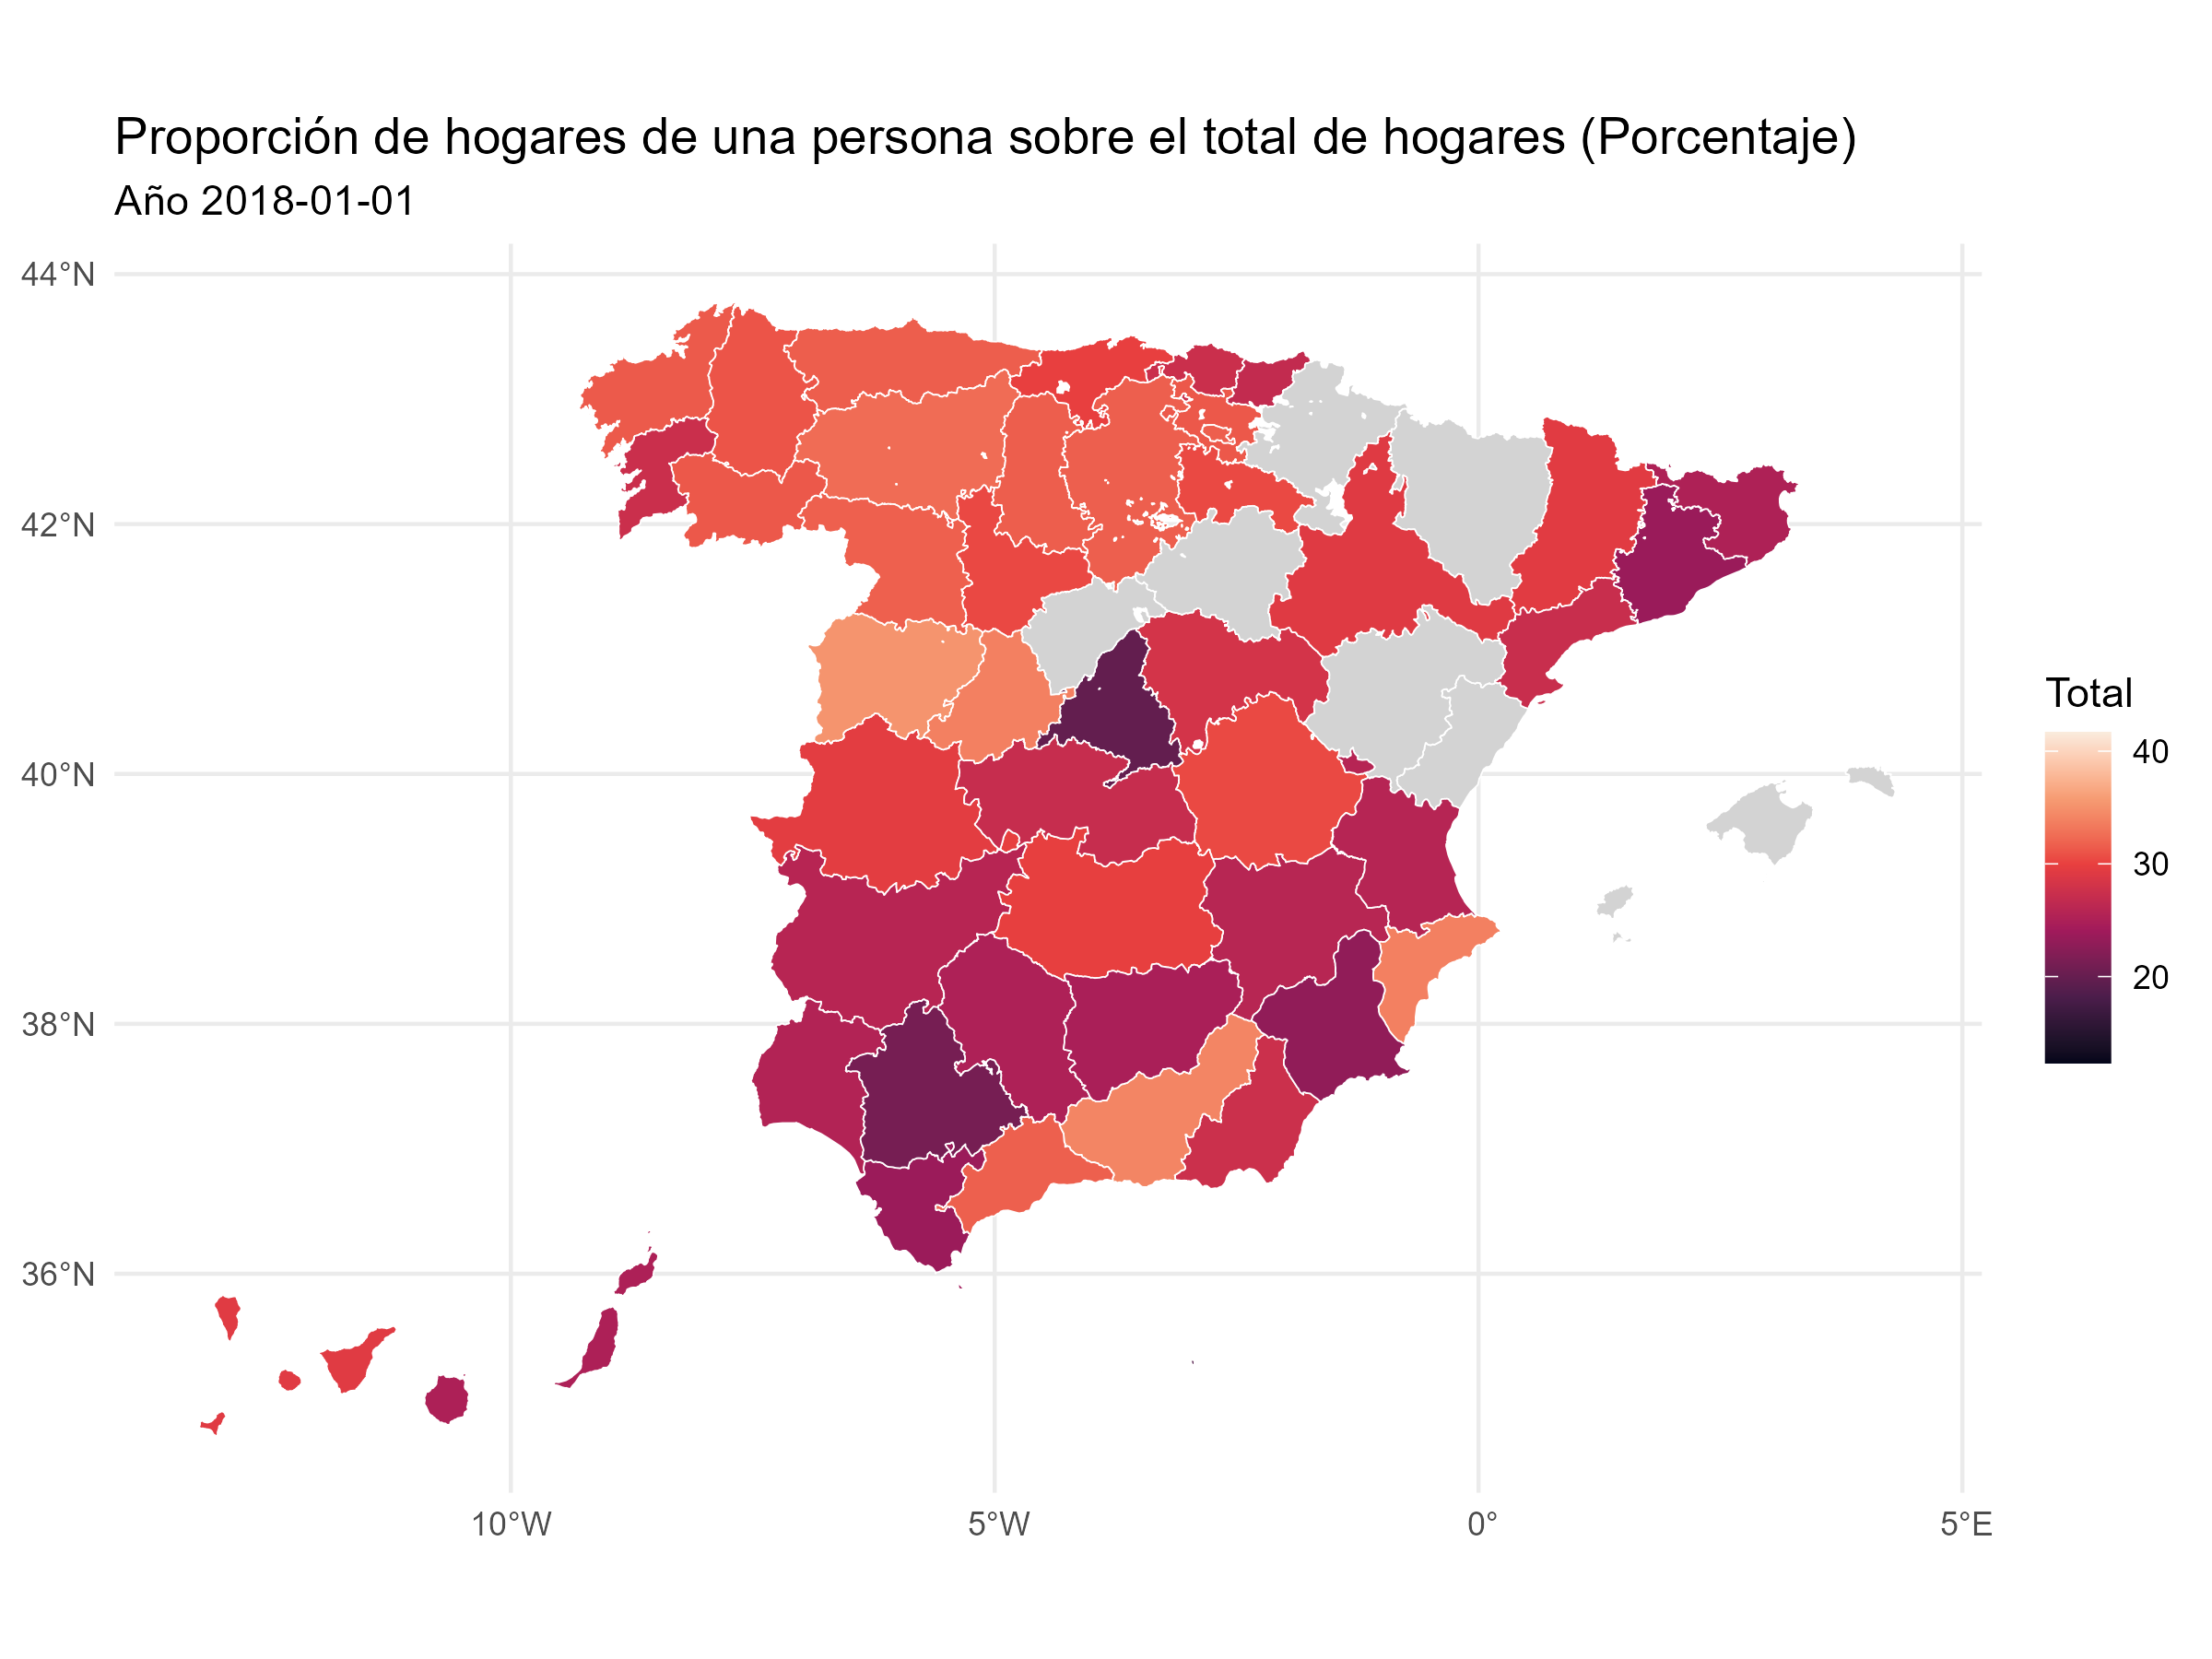 Proporción de hogares de una persona sobre el total de hogares (Porcentaje)
Año 2018-01-01
44°N
42°N
40°N
38°N
36°N
10°W
5°W
0°
5°E
Total
40
30
20